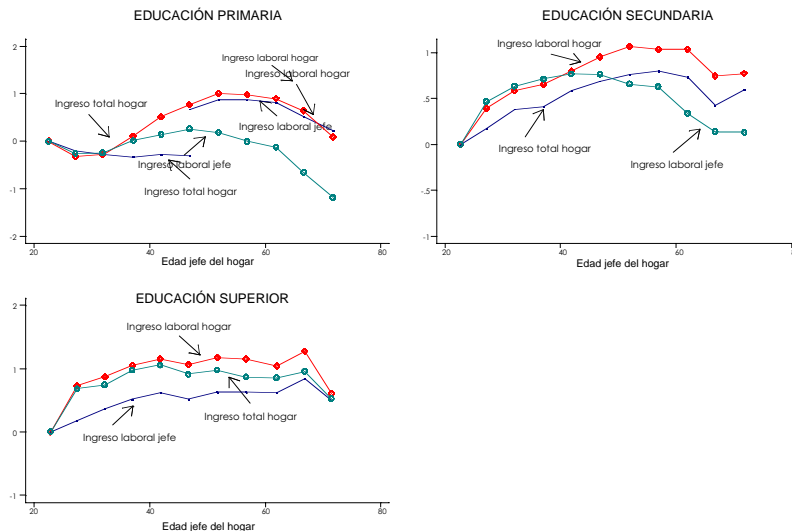 EDUCACIÓN PRIMARIA
2
1
0
-1
-2
Ingreso laboral hogar
Ingreso laboral hogar
Ingreso total hogar
Ingreso laboral jefe
Ingreso laboral jefe
Ingreso total hogar
20
40
60
80
Edad jefe del hogar
EDUCACIÓN SECUNDARIA
1
.5
0
-.5
-1
Ingreso laboral hogar
Ingreso total hogar
Ingreso laboral jefe
20
40
60
8
Edad jefe del hogar
EDUCACIÓN SUPERIOR
2
1
0
-1
Ingreso laboral hogar
Ingreso total hogar
Ingreso laboral jefe
20
40
60
80
Edad jefe del hogar